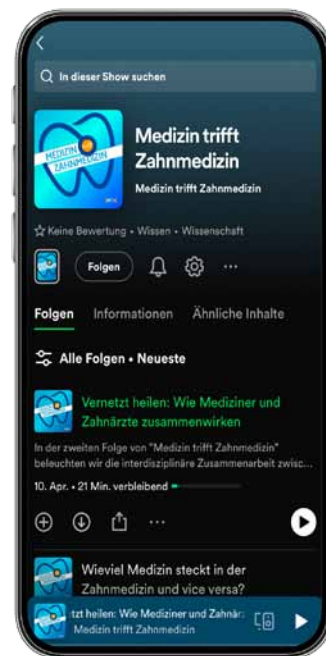 In dieser Show suchen
MEDIZIN
ZAHNMEDIZIN
Medizin trifft
Zahnmedizin
Medizin trifft Zahnmedizin
Keine Bewertung • Wissen • Wissenschaft
Folgen
Folgen Informationen Ähnliche Inhalte
Alle Folgen • Neueste
Vernetzt heilen: Wie Mediziner und
Zahnärzte zusammenwirken
In der zweiten Folge von "Medizin trifft Zahnmedizin"
beleuchten wir die interdisziplinäre Zusammenarbeit zwisc...
10. Apr. • 21 Min. verbleibend
Wieviel Medizin steckt in der
Zahnmedizin und vice versa?
tzt heilen: Wie Mediziner und Zahnär
Medizin trifft Zahnmedizin